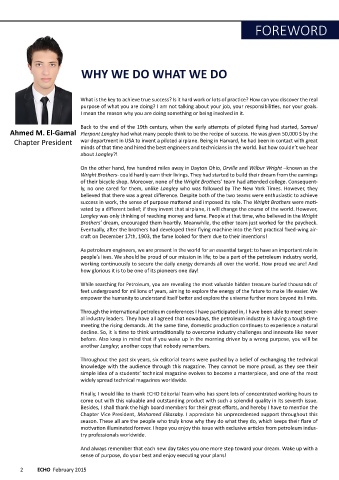 FOREWORD
WHY WE DO WHAT WE DO
Ahmed M. El-Gamal
Chapter President
What is the key to achieve true success? Is it hard work or lots of practice? How can you discover the real
purpose of what you are doing? I am not talking about your job, your responsibilities, nor your goals.
I mean the reason why you are doing something or being involved in it.
Back to the end of the 19th century, when the early attempts of piloted flying had started, Samuel
Pierpont Langley had what many people think to be the recipe of success. He was given 50,000 $ by the
war department in USA to invent a piloted airplane. Being in Harvard, he had been in contact with great
minds of that time and hired the best engineers and technicians in the world. But how couldn't we hear
about Langley?!
On the other hand, few hundred miles away in Dayton Ohio, Orville and Wilbur Wright -known as the
Wright Brothers- could hardly earn their livings. They had started to build their dream from the earnings
of their bicycle shop. Moreover, none of the Wright Brothers' team had attended college. Consequent-
ly, no one cared for them, unlike Langley who was followed by The New York Times. However, they
believed that there was a great difference. Despite both of the two teams were enthusiastic to achieve
success in work, the sense of purpose mattered and imposed its role. The Wright Brothers were moti-
vated by a different belief; if they invent that airplane, it will change the course of the world. However,
Langley was only thinking of reaching money and fame. People at that time, who believed in the Wright
Brothers' dream, encouraged them heartily. Meanwhile, the other team just worked for the paycheck.
Eventually, after the brothers had developed their flying machine into the first practical fixed-wing air-
craft on December 17th, 1903, the fame looked for them due to their inventions!
As petroleum engineers, we are present in the world for an essential target: to have an important role in
people's lives. We should be proud of our mission in life; to be a part of the petroleum industry world,
working continuously to secure the daily energy demands all over the world. How proud we are! And
how glorious it is to be one of its pioneers one day!
While searching for Petroleum, you are revealing the most valuable hidden treasure buried thousands of
feet underground for millions of years, aiming to explore the energy of the future to make life easier. We
empower the humanity to understand itself better and explore the universe further more beyond its limits.
Through the international petroleum conferences I have participated in, I have been able to meet sever-
al industry leaders. They have all agreed that nowadays, the petroleum industry is having a tough time
meeting the rising demands. At the same time, domestic production continues to experience a natural
decline. So, it is time to think untraditionally to overcome industry challenges and innovate like never
before. Also keep in mind that if you wake up in the morning driven by a wrong purpose, you will be
another Langley; another copy that nobody remembers.
Throughout the past six years, six editorial teams were pushed by a belief of exchanging the technical
knowledge with the audience through this magazine. They cannot be more proud, as they see their
simple idea of a students' technical magazine evolves to become a masterpiece, and one of the most
widely spread technical magazines worldwide.
Finally, I would like to thank ECHO Editorial Team who has spent lots of concentrated working hours to
come out with this valuable and outstanding product with such a splendid quality in its seventh issue.
Besides, I shall thank the high board members for their great efforts, and hereby I have to mention the
Chapter Vice President, Mohamed ElBastdly. I appreciate his unprecedented support throughout this
season. These all are the people who truly know why they do what they do, which keeps their flare of
motivation illuminated forever. I hope you enjoy this issue with exclusive articles from petroleum indus-
try professionals worldwide.
And always remember that each new day takes you one more step toward your dream. Wake up with a
sense of purpose, do your best and enjoy executing your plans!
2 ECHO February 2015